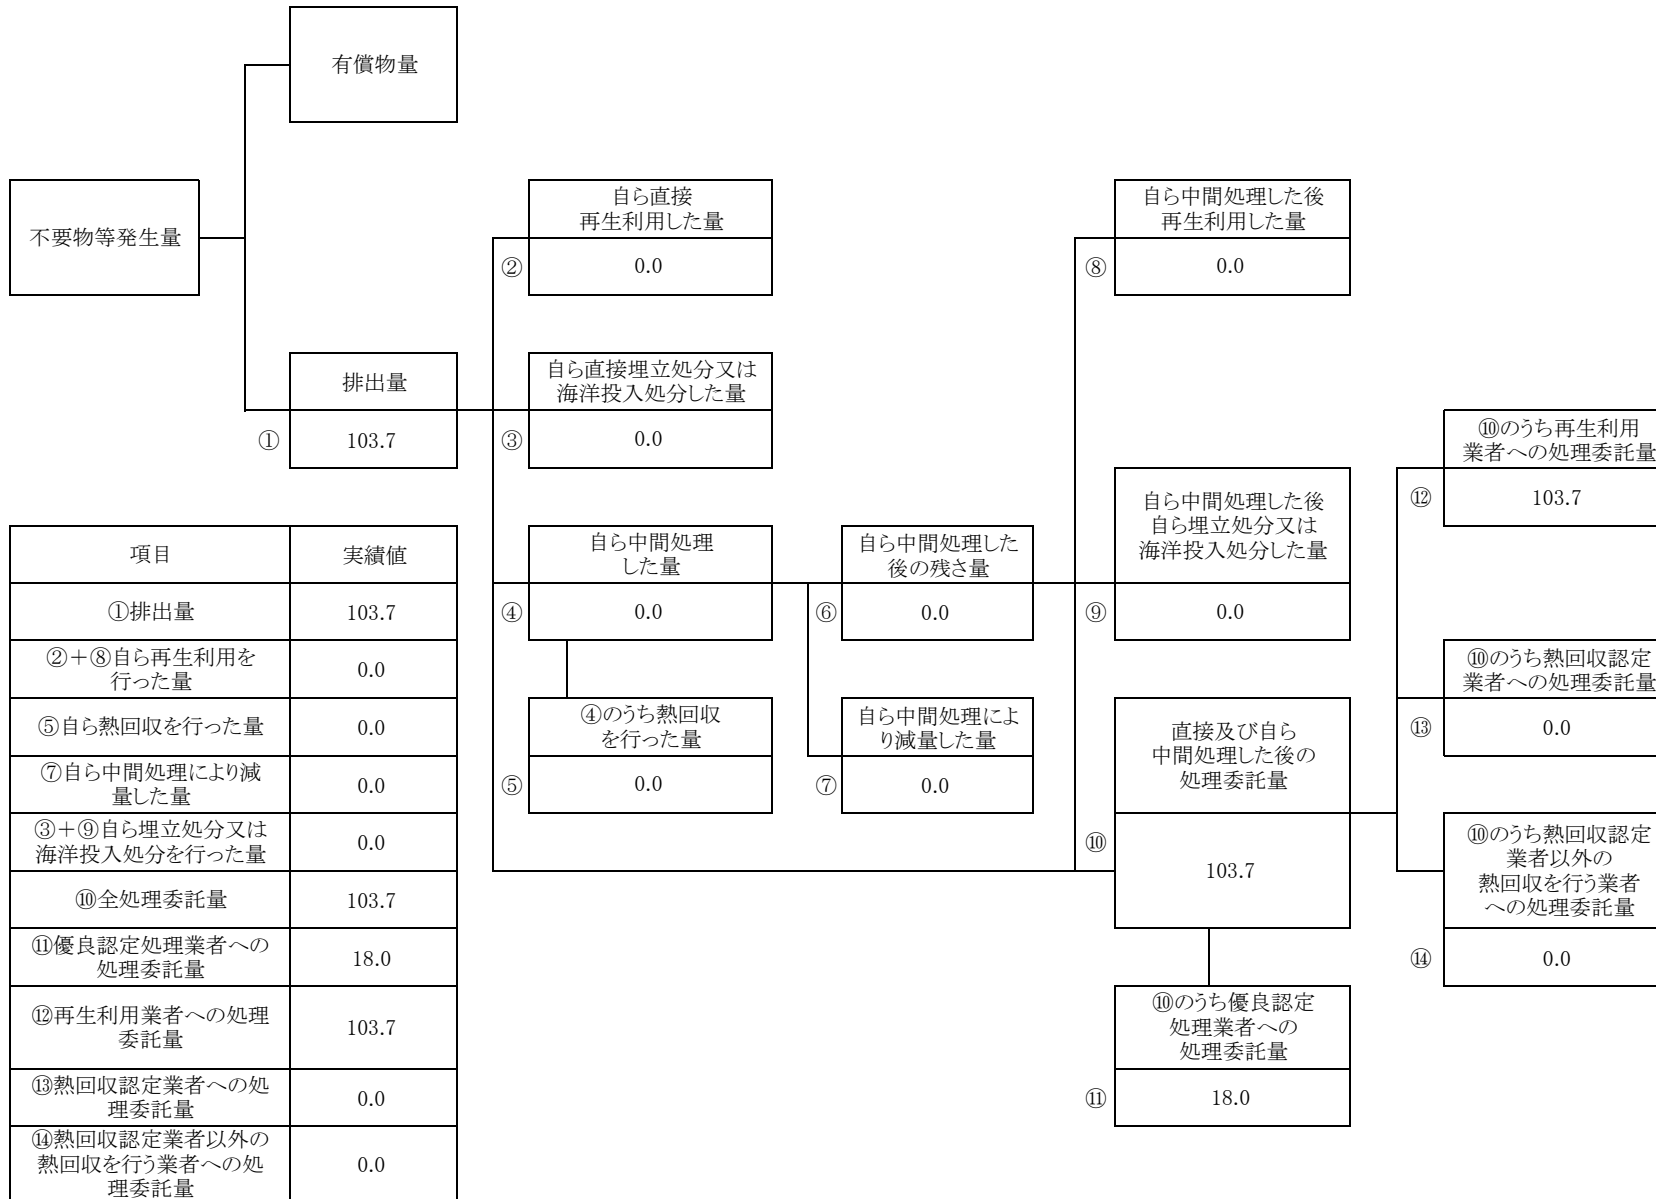 有償物量
不要物等発生量
自ら直接
再生利用した量
②
0.0
自ら中間処理した後
再生利用した量
⑧
0.0
排出量
①
103.7
自ら直接埋立処分又は
海洋投入処分した量
③
0.0
⑩のうち再生利用
業者への処理委託量
⑫
103.7
自ら中間処理
した量
④
0.0
自ら中間処理した
後の残さ量
⑥
0.0
自ら中間処理した後
自ら埋立処分又は
海洋投入処分した量
⑨
0.0
⑩のうち熱回収認定
業者への処理委託量
⑬
0.0
④のうち熱回収
を行った量
⑤
0.0
自ら中間処理によ
り減量した量
⑦
0.0
直接及び自ら
中間処理した後の
処理委託量
⑩
103.7
⑩のうち熱回収認定
業者以外の
熱回収を行う業者
への処理委託量
⑭
0.0
⑩のうち優良認定
処理業者への
処理委託量
⑪
18.0
項目
実績値
①排出量
103.7
②+⑧自ら再生利用を
行った量
0.0
⑤自ら熱回収を行った量
0.0
⑦自ら中間処理により減
量した量
0.0
③+⑨自ら埋立処分又は
海洋投入処分を行った量
0.0
⑩全処理委託量
103.7
⑪優良認定処理業者への
処理委託量
18.0
⑫再生利用業者への処理
委託量
103.7
⑬熱回収認定業者への処
理委託量
0.0
⑭熱回収認定業者以外の
熱回収を行う業者への処
理委託量
0.0